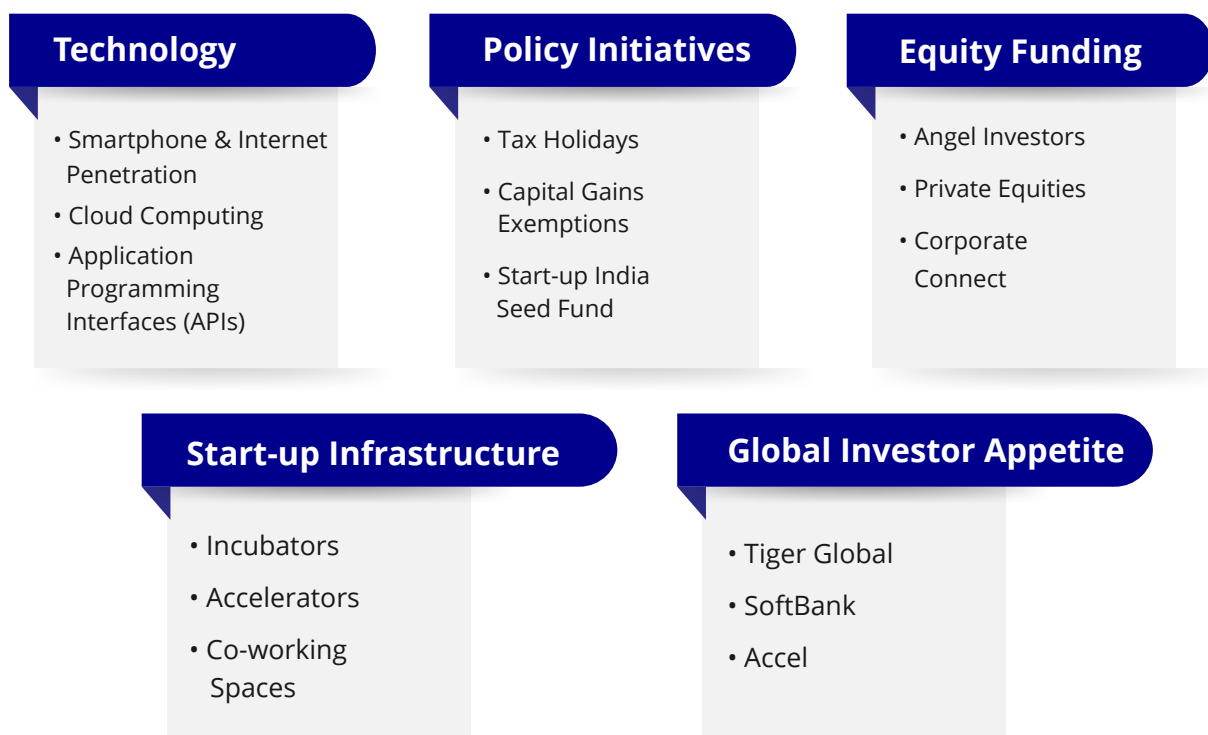 Technology
• Smartphone & Internet
Penetration
• Cloud Computing
• Application
Programming
Interfaces (APIs)
Policy Initiatives
• Tax Holidays
• Capital Gains
Exemptions
• Start-up India
Seed Fund
Equity Funding
• Angel Investors
• Private Equities
• Corporate
Connect
Start-up Infrastructure
• Incubators
• Accelerators
• Co-working
Spaces
Global Investor Appetite
• Tiger Global
• SoftBank
• Accel